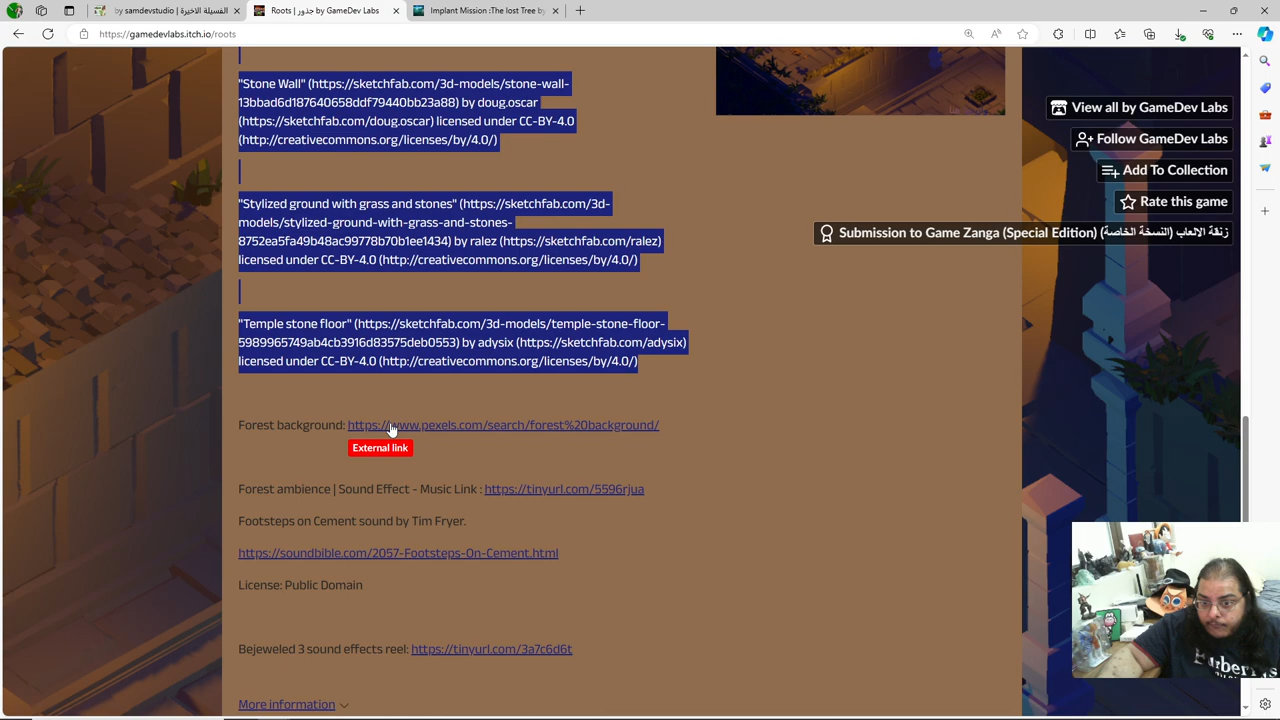 الفسيلة الاخيرة by samdevstudio
Roots | جذور by GameDev Labs
Implant Mission :The lost Tree by
https://gamedevlabs.itch.io/roots
"Stone Wall" (https://sketchfab.com/3d-models/stone-wall-
13bbad6d187640658ddf79440bb23a88) by doug.oscar
(https://sketchfab.com/doug.oscar) licensed under CC-BY-4.0
(http://creativecommons.org/licenses/by/4.0/)
"Stylized ground with grass and stones" (https://sketchfab.com/3d-
models/stylized-ground-with-grass-and-stones-
8752ea5fa49b48ac99778b70b1ee1434) by ralez (https://sketchfab.com/ralez)
licensed under CC-BY-4.0 (http://creativecommons.org/licenses/by/4.0/)
"Temple stone floor" (https://sketchfab.com/3d-models/temple-stone-floor-
5989965749ab4cb3916d83575deb0553) by adysix (https://sketchfab.com/adysix)
licensed under CC-BY-4.0 (http://creativecommons.org/licenses/by/4.0/)
Forest background: https://www.pexels.com/search/forest%20background/
External link
Forest ambience | Sound Effect - Music Link : https://tinyurl.com/5596rjua
Footsteps on Cement sound by Tim Fryer.
https://soundbible.com/2057-Footsteps-On-Cement.html
License: Public Domain
Bejeweled 3 sound effects reel: https://tinyurl.com/3a7c6d6t
More information
View all by GameDev Labs
Follow GameDev Labs
Add To Collection
Rate this game
Submission to Game Zanga (Special Edition) زنقة الالعاب (النسخة الخاصة)